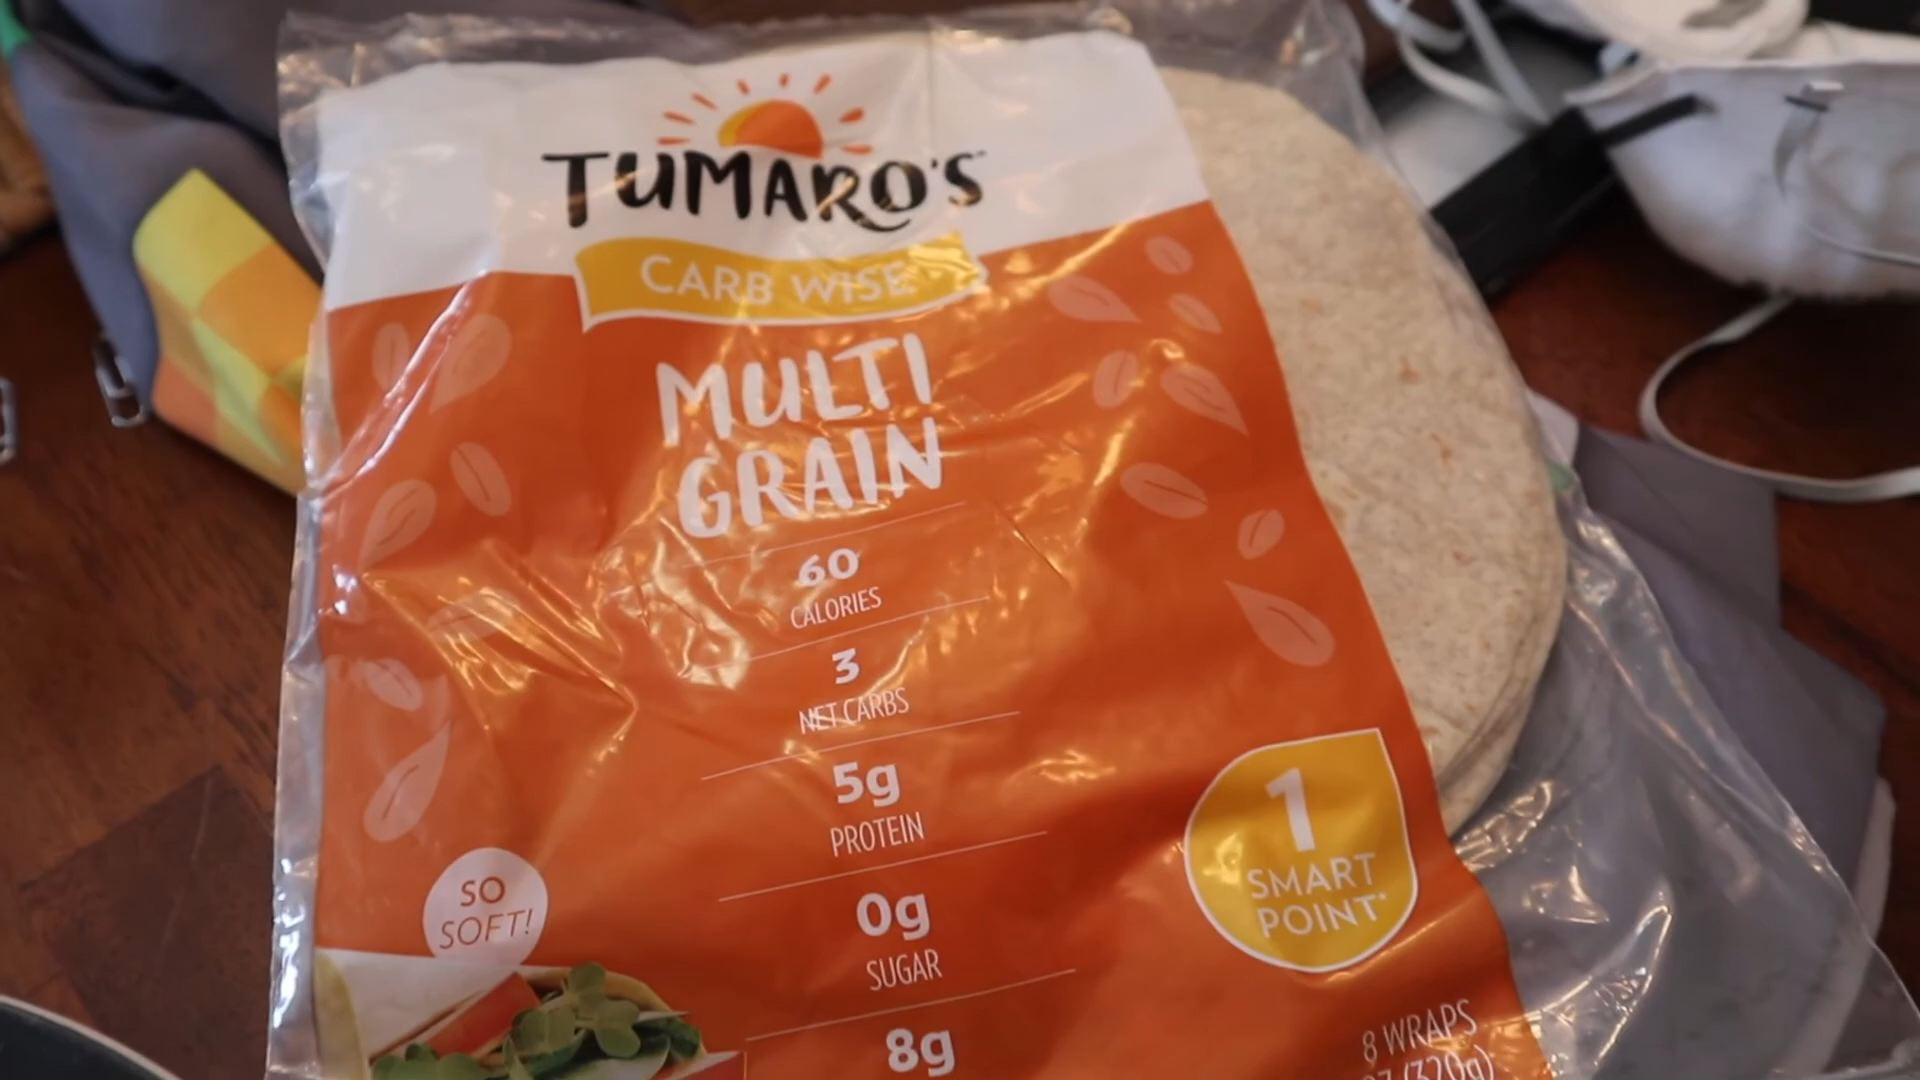 TUMARO'S
CARB WISE
MULTI
GRAIN
60
CALORIES
3
NET CARBS
5g
PROTEIN
0g
SUGAR
8g
SO
SOFT!
1
SMART
POINT*
8 WRAPS
(320g)